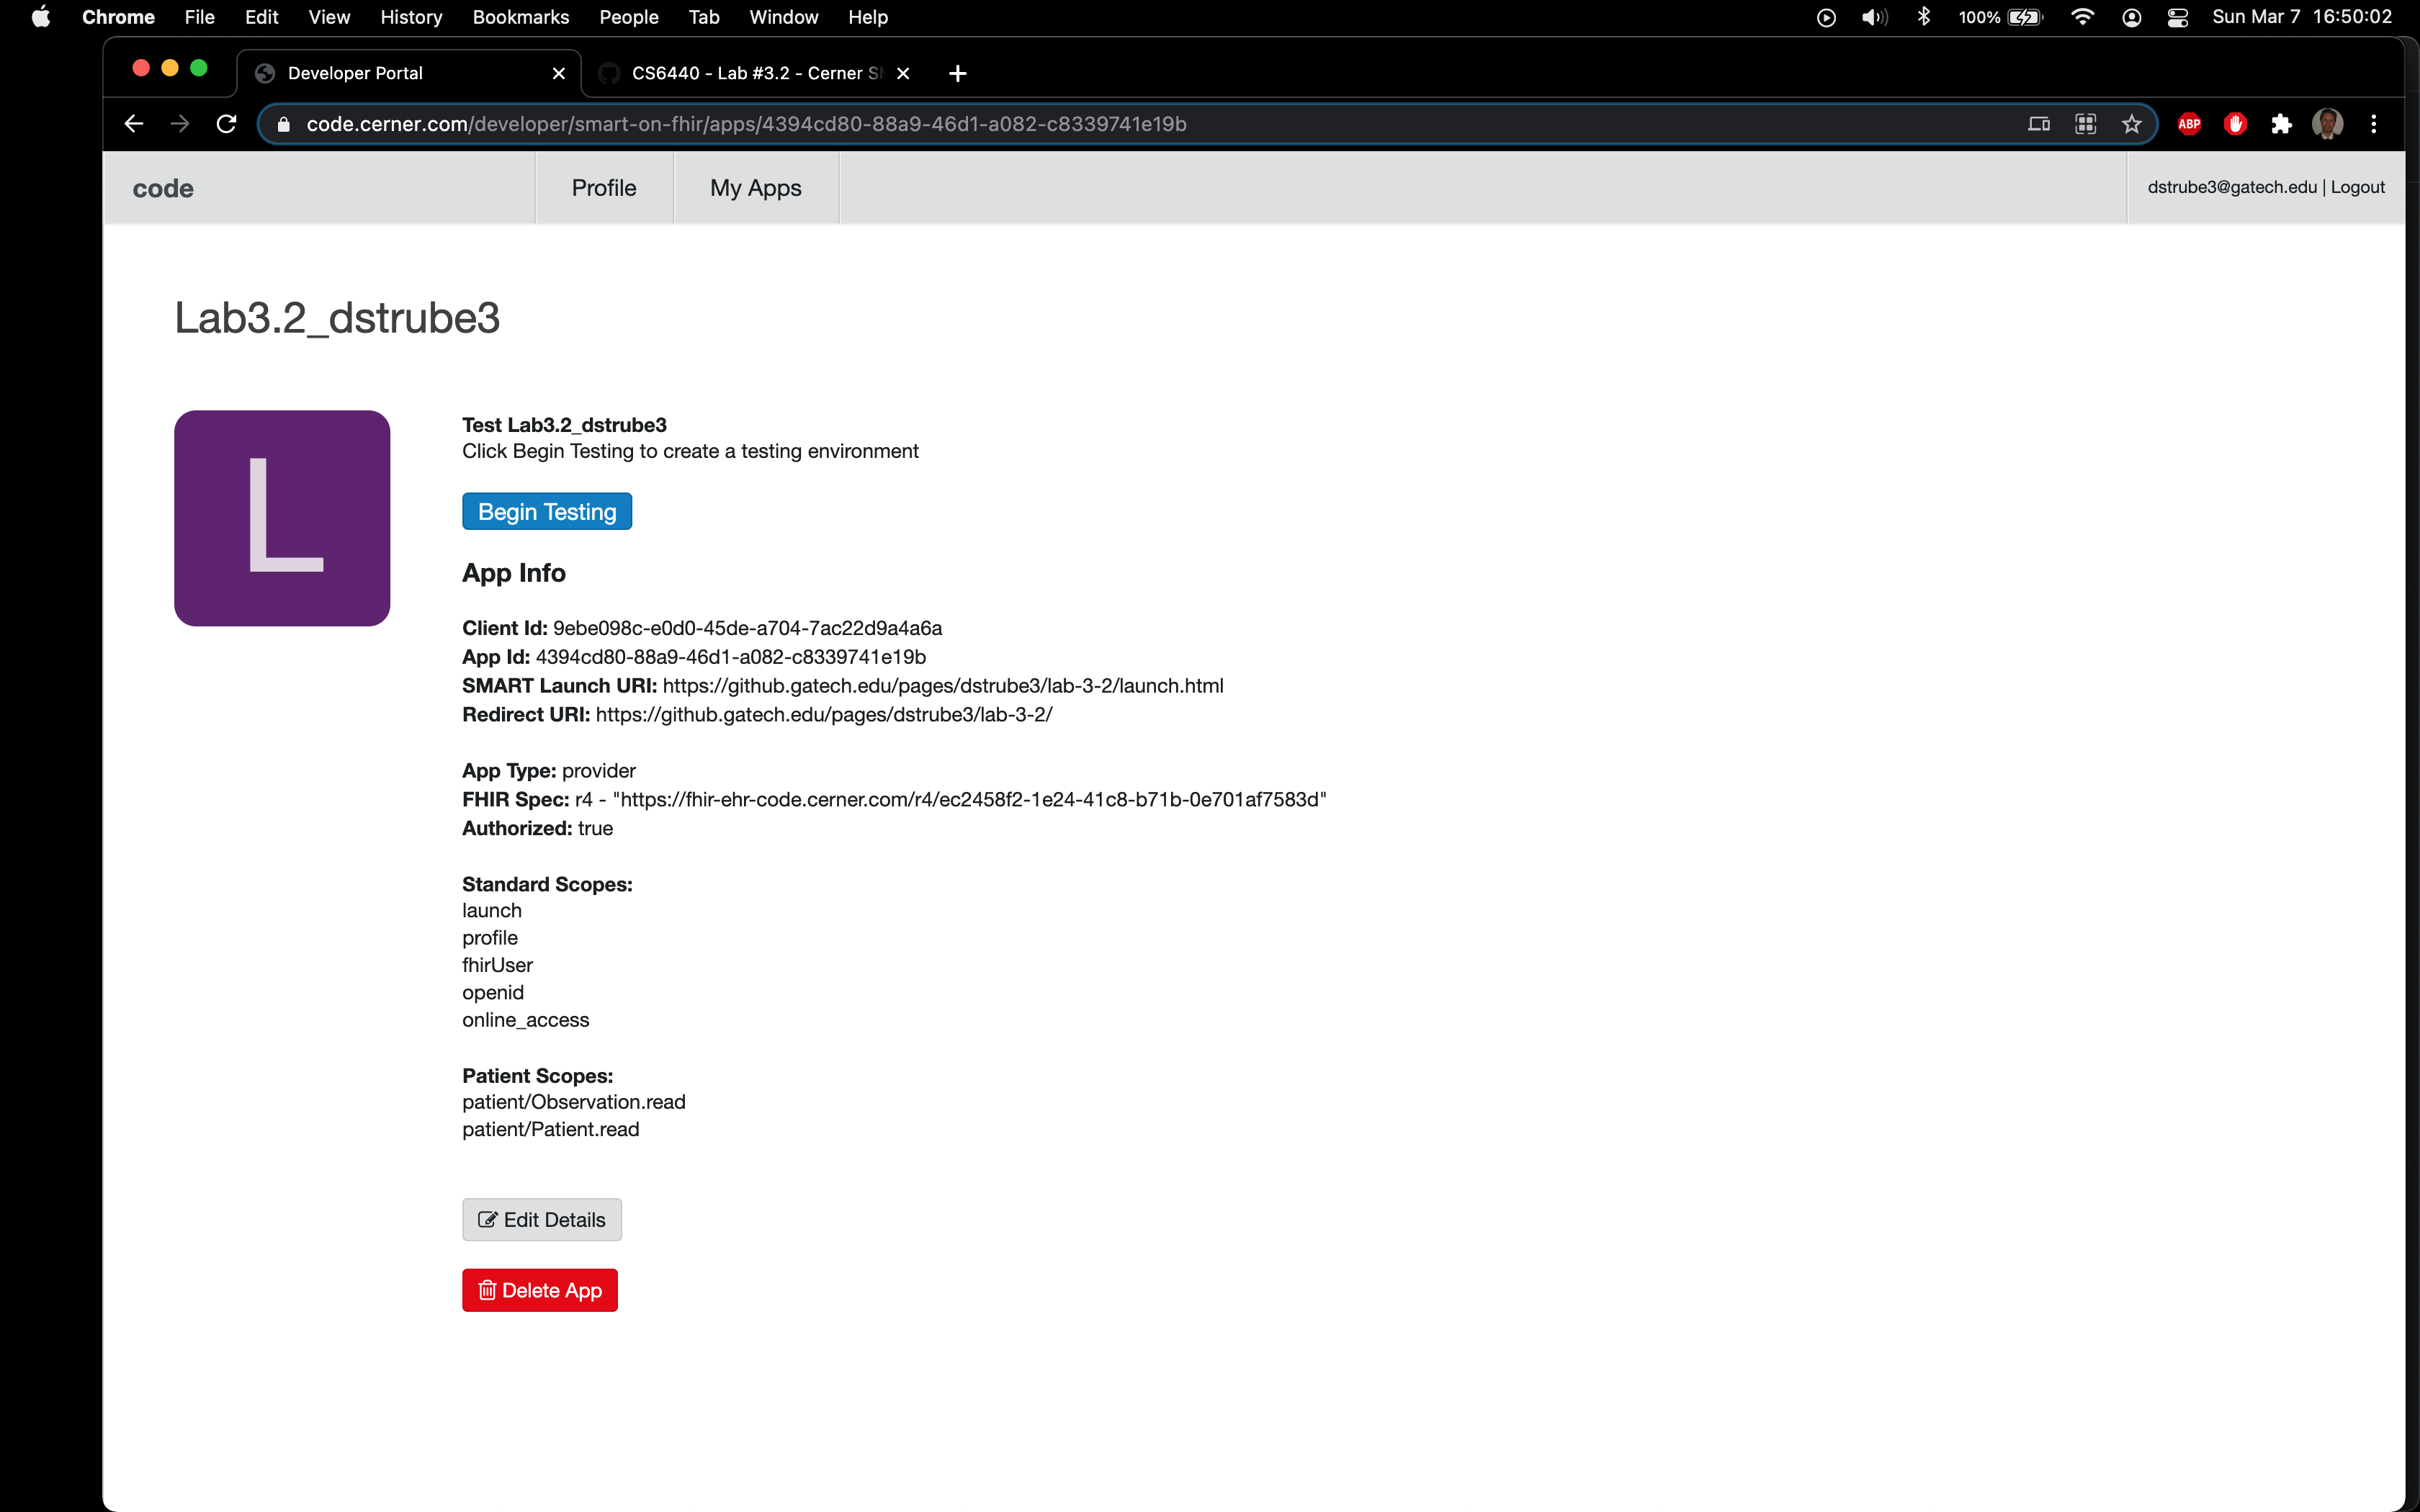 Chrome File Edit View History Bookmarks People Tab Window Help 100% Sun Mar 7 16:50:02
Developer Portal CS6440 - Lab #3.2 - Cerner
code.cerner.com/developer/smart-on-fhir/apps/4394cd80-88a9-46d1-a082-c8339741e19b ABP
code Profile My Apps dstrube3@gatech.edu | Logout
Lab3.2_dstrube3
L
Test Lab3.2_dstrube3
Click Begin Testing to create a testing environment
Begin Testing
App Info
Client Id: 9ebe098c-e0d0-45de-a704-7ac22d9a4a6a
App Id: 4394cd80-88a9-46d1-a082-c8339741e19b
SMART Launch URI: https://github.gatech.edu/pages/dstrube3/lab-3-2/launch.html
Redirect URI: https://github.gatech.edu/pages/dstrube3/lab-3-2/
App Type: provider
FHIR Spec: r4 - "https://fhir-ehr-code.cerner.com/r4/ec2458f2-1e24-41c8-b71b-0e701af7583d"
Authorized: true
Standard Scopes:
launch
profile
fhirUser
openid
online_access
Patient Scopes:
patient/Observation.read
patient/Patient.read
Edit Details
Delete App